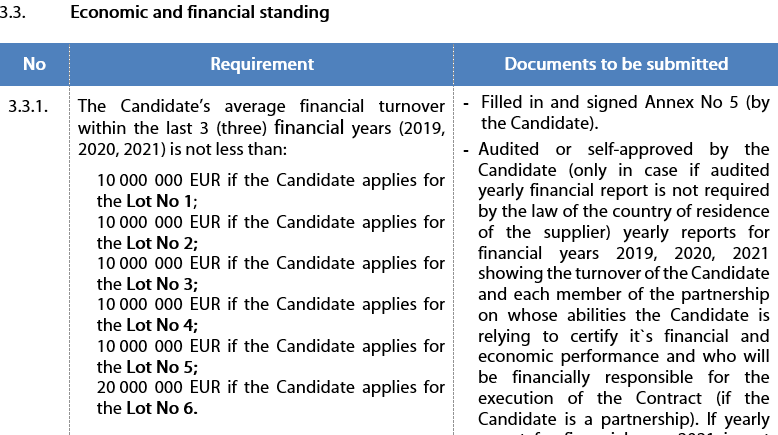 3.3. Economic and financial standing
No Requirement Documents to be submitted
3.3.1. The Candidate's average financial turnover
within the last 3 (three) financial years (2019,
2020, 2021) is not less than:
10 000 000 EUR if the Candidate applies for
the Lot No 1;
10 000 000 EUR if the Candidate applies for
the Lot No 2;
10 000 000 EUR if the Candidate applies for
the Lot No 3;
10 000 000 EUR if the Candidate applies for
the Lot No 4;
10 000 000 EUR if the Candidate applies for
the Lot No 5;
20 000 000 EUR if the Candidate applies for
the Lot No 6.
- Filled in and signed Annex No 5 (by
the Candidate).
- Audited or self-approved by the
Candidate (only in case if audited
yearly financial report is not required
by the law of the country of residence
of the supplier) yearly reports for
financial years 2019, 2020, 2021
showing the turnover of the Candidate
and each member of the partnership
on whose abilities the Candidate is
relying to certify it`s financial and
economic performance and who will
be financially responsible for the
execution of the Contract (if the
Candidate is a partnership). If yearly